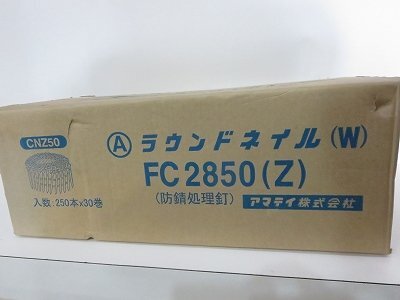 CNZ50
入数:250本×30巻
Ⓐ ラウンドネイル(W)
FC2850(Z)
(防錆処理釘)
アマテイ株式会社